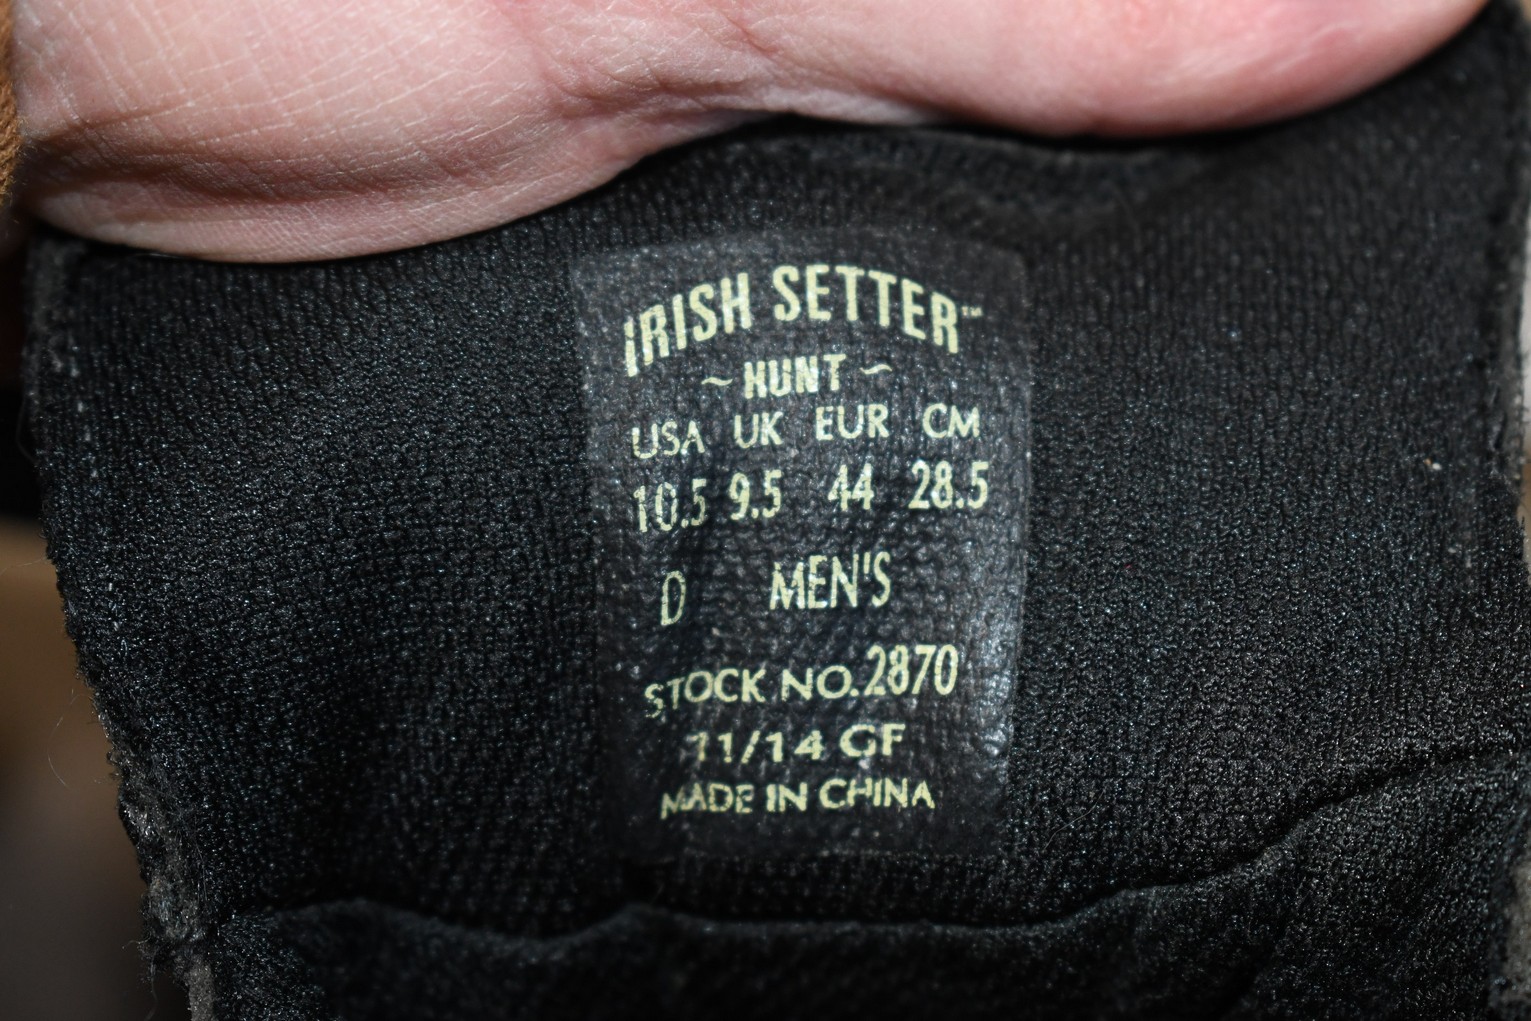 IRISH SETTER™
~ HUNT ~
USA UK EUR CM
10.5 9.5 44 28.5
D MEN'S
STOCK NO.2870
11/14 GF
MADE IN CHINA